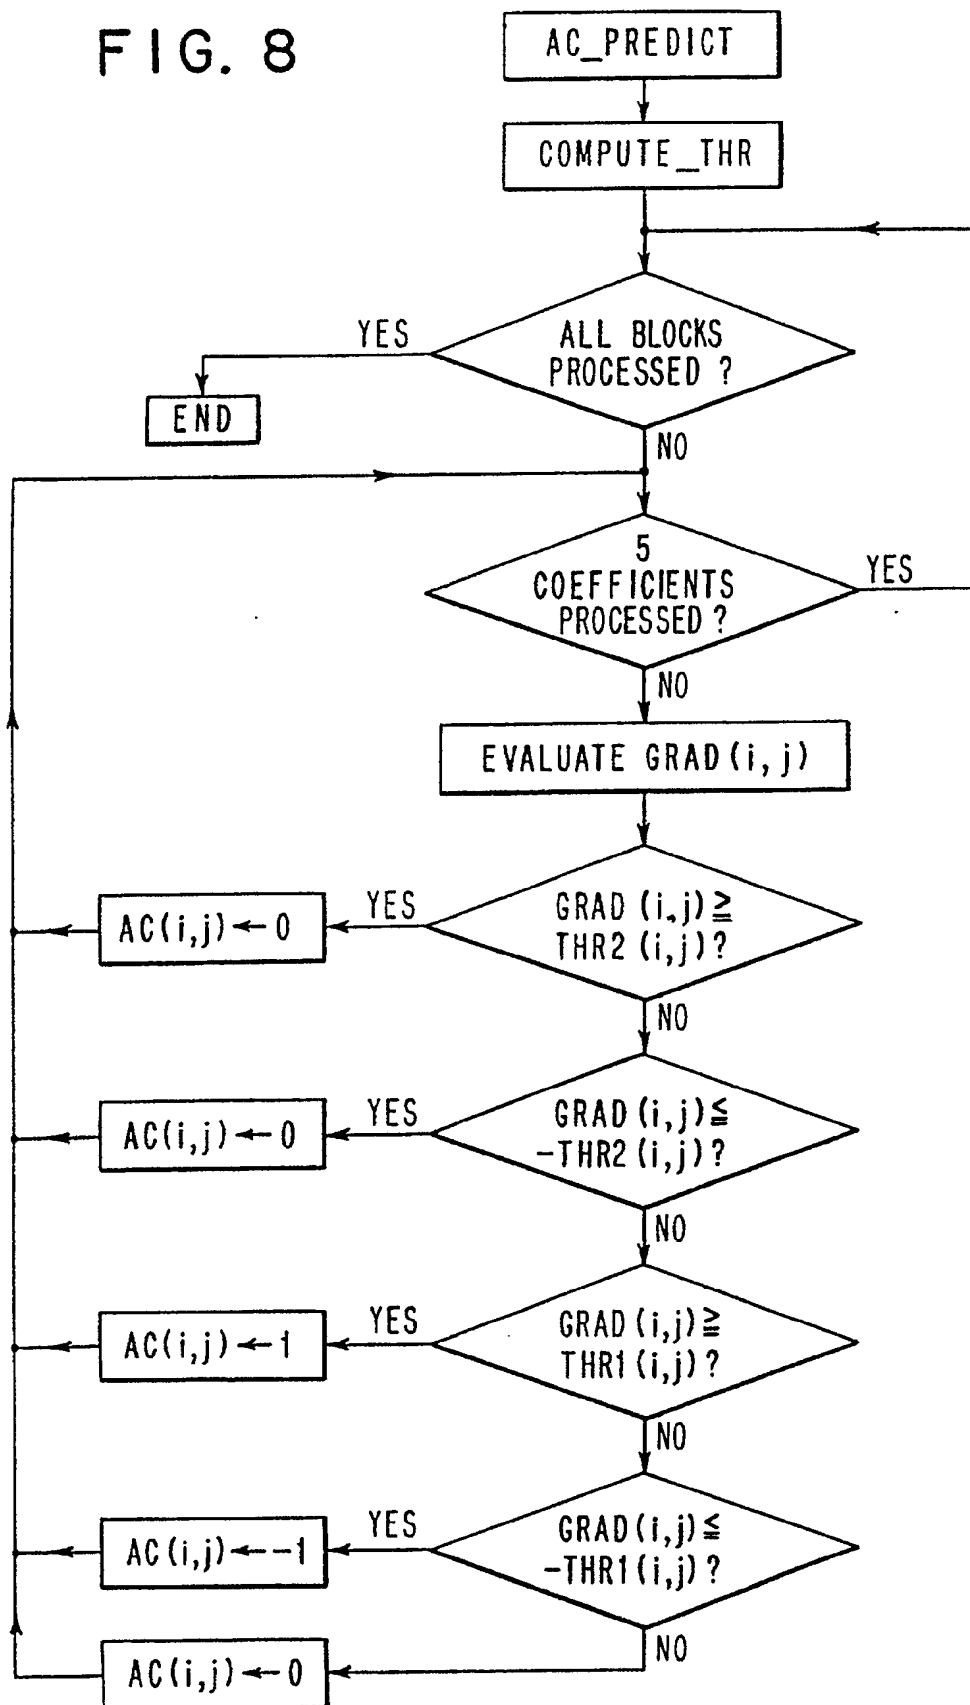 FIG. 8
AC_PREDICT
COMPUTE_THR
ALL BLOCKS
PROCESSED ?
YES
END
NO
5
COEFFICIENTS
PROCESSED ?
YES
NO
EVALUATE GRAD(i,j)
GRAD(i,j)≧
THR2(i,j)?
YES
AC(i,j)←0
NO
GRAD(i,j)≦
-THR2(i,j)?
YES
AC(i,j)←0
NO
GRAD(i,j)≧
THR1(i,j)?
YES
AC(i,j)←1
NO
GRAD(i,j)≦
-THR1(i,j)?
YES
AC(i,j)←-1
NO
AC(i,j)←0